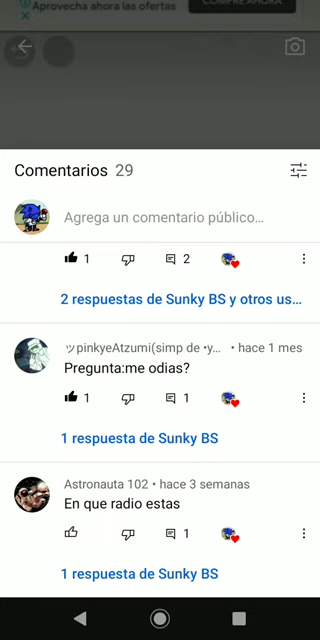 Aprovecha ahora las ofertas
COMPRE AHORA
Comentarios 29
Agrega un comentario público...
1 2
2 respuestas de Sunky BS y otros us...
ツpinkyeAtzumi(simp de •y... • hace 1 mes
Pregunta:me odias?
1 1
1 respuesta de Sunky BS
Astronauta 102 • hace 3 semanas
En que radio estas
1
1 respuesta de Sunky BS